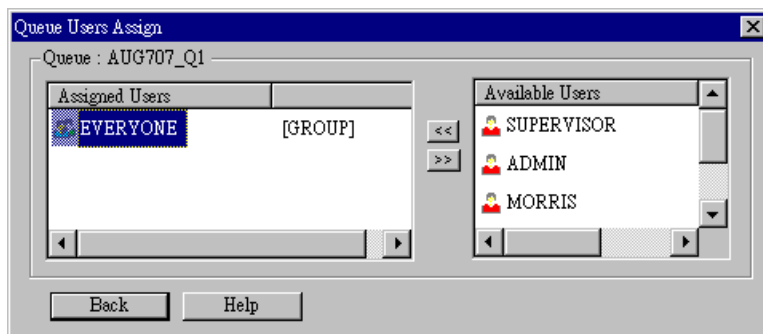 Queue Users Assign
Queue : AUG707_Q1
Assigned Users
EVERYONE [GROUP]
<<
>>
Available Users
SUPERVISOR
ADMIN
MORRIS
Back Help